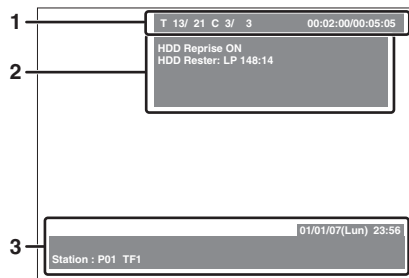 1
T 13/ 21 C 3/ 3 00:02:00/00:05:05
2
HDD Reprise ON
HDD Rester: LP 148:14
01/01/07(Lun) 23:56
3
Station : P01 TF1